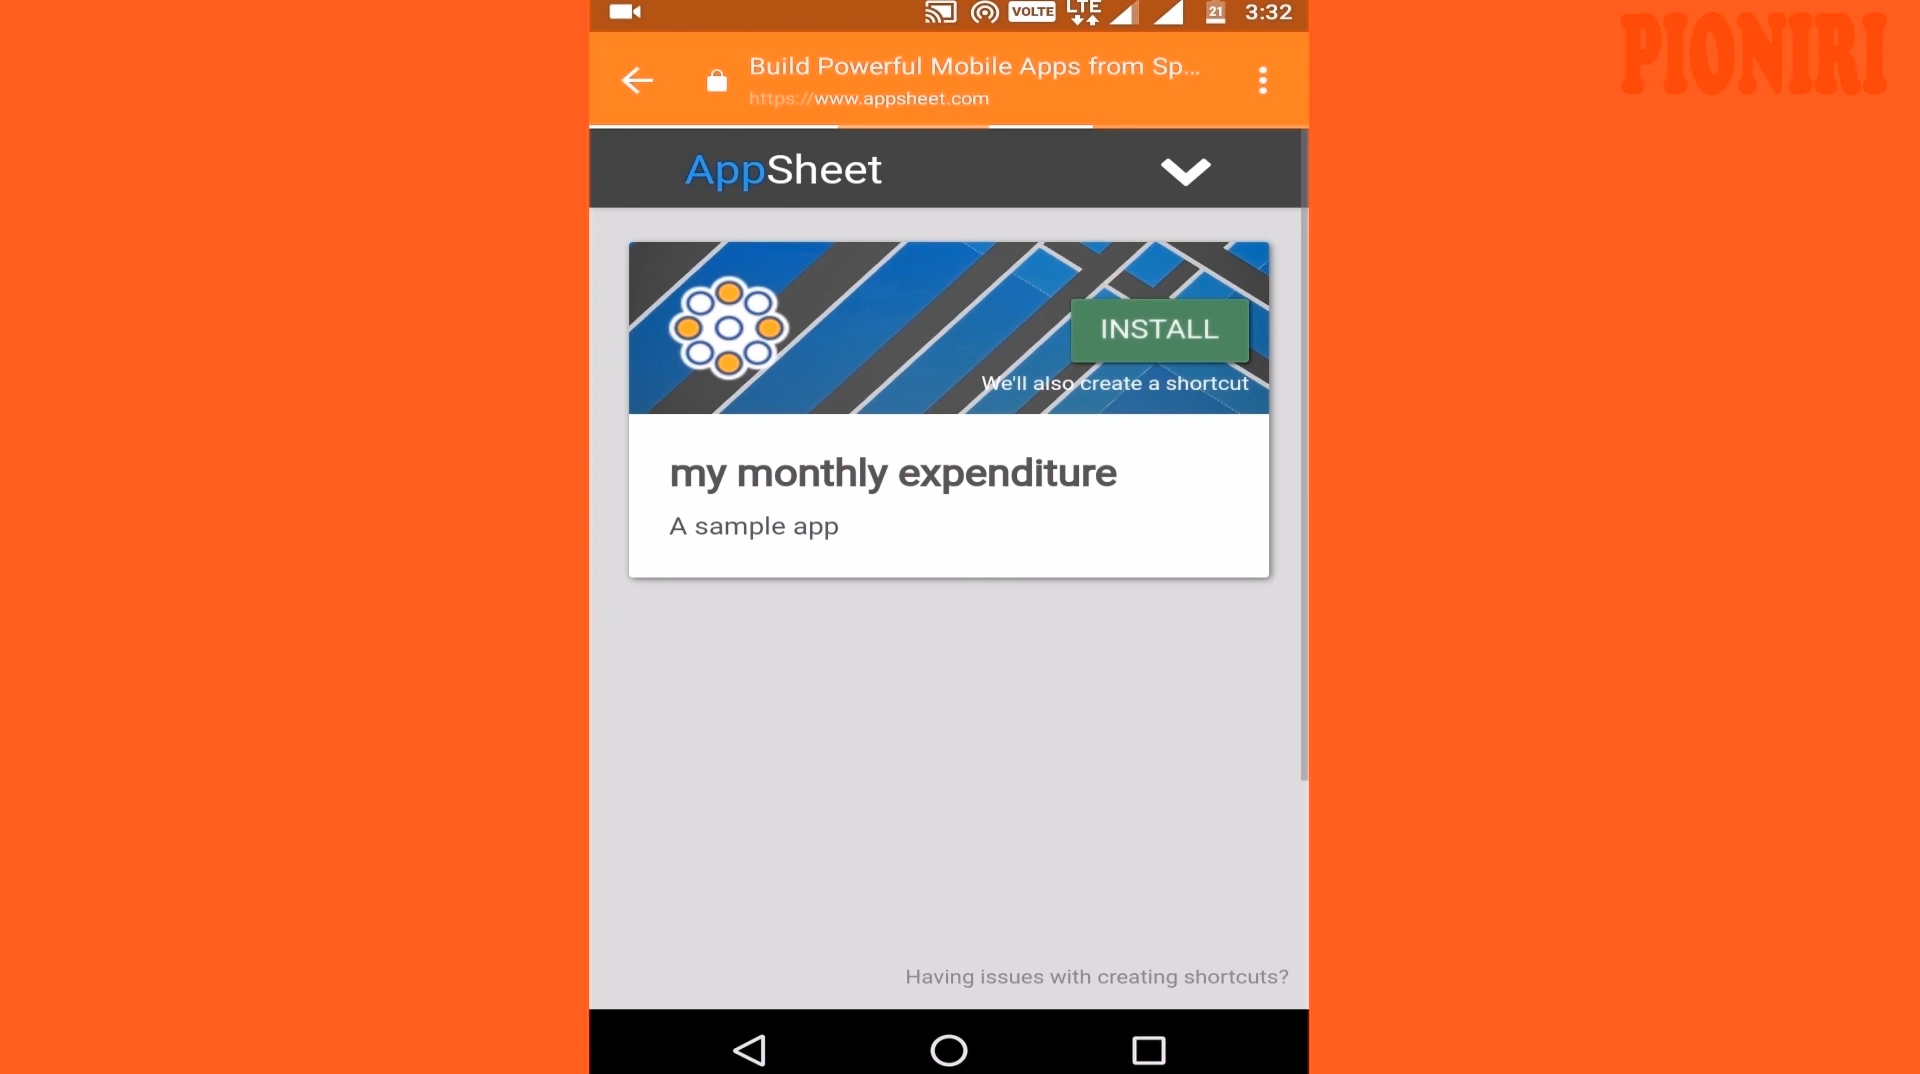 PIONIRI
VOLTE LTE 21 3:32
Build Powerful Mobile Apps from Sp...
https://www.appsheet.com
AppSheet
INSTALL
We'll also create a shortcut
my monthly expenditure
A sample app
Having issues with creating shortcuts?